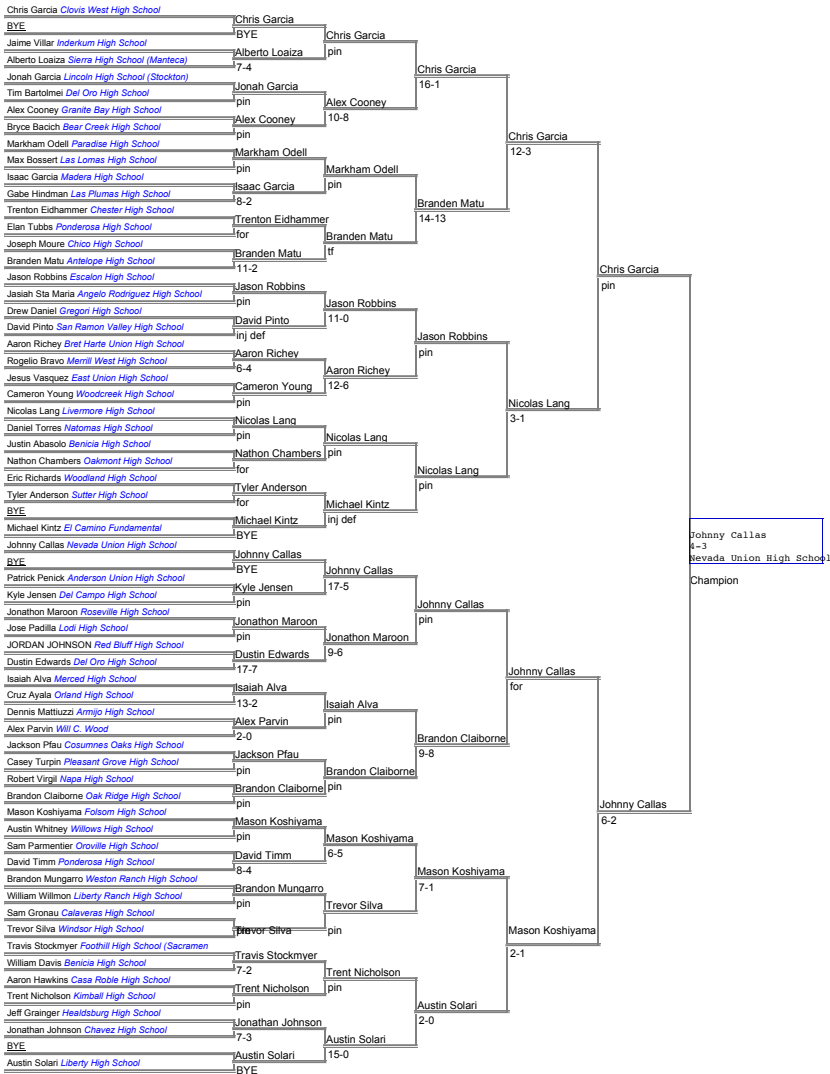 Chris Garcia Clovis West High School
BYE
Jaime Villar Inderkum High School
Alberto Loaiza Sierra High School (Manteca)
Jonah Garcia Lincoln High School (Stockton)
Tim Bartolmei Del Oro High School
Alex Cooney Granite Bay High School
Bryce Bacich Bear Creek High School
Markham Odell Paradise High School
Max Bossert Las Lomas High School
Isaac Garcia Madera High School
Gabe Hindman Las Plumas High School
Trenton Eidhammer Chester High School
Elan Tubbs Ponderosa High School
Joseph Moure Chico High School
Branden Matu Antelope High School
Jason Robbins Escalon High School
Jasiah Sta Maria Angelo Rodriguez High School
Drew Daniel Gregori High School
David Pinto San Ramon Valley High School
Aaron Richey Bret Harte Union High School
Rogelio Bravo Merrill West High School
Jesus Vasquez East Union High School
Cameron Young Woodcreek High School
Nicolas Lang Livermore High School
Daniel Torres Natomas High School
Justin Abasolo Benicia High School
Nathon Chambers Oakmont High School
Eric Richards Woodland High School
Tyler Anderson Sutter High School
BYE
Michael Kintz El Camino Fundamental
Johnny Callas Nevada Union High School
BYE
Patrick Penick Anderson Union High School
Kyle Jensen Del Campo High School
Jonathon Maroon Roseville High School
Jose Padilla Lodi High School
JORDAN JOHNSON Red Bluff High School
Dustin Edwards Del Oro High School
Isaiah Alva Merced High School
Cruz Ayala Orland High School
Dennis Mattiuzzi Armijo High School
Alex Parvin Will C. Wood
Jackson Pfau Cosumnes Oaks High School
Casey Turpin Pleasant Grove High School
Robert Virgil Napa High School
Brandon Claiborne Oak Ridge High School
Mason Koshiyama Folsom High School
Austin Whitney Willows High School
Sam Parmentier Oroville High School
David Timm Ponderosa High School
Brandon Mungarro Weston Ranch High School
William Willmon Liberty Ranch High School
Sam Gronau Calaveras High School
Trevor Silva Windsor High School
Travis Stockmyer Foothill High School (Sacramen
William Davis Benicia High School
Aaron Hawkins Casa Roble High School
Trent Nicholson Kimball High School
Jeff Grainger Healdsburg High School
Jonathan Johnson Chavez High School
BYE
Austin Solari Liberty High School
Chris Garcia
BYE
Alberto Loaiza
7-4
Jonah Garcia
pin
Alex Cooney
pin
Markham Odell
pin
Isaac Garcia
8-2
Trenton Eidhammer
for
Branden Matu
11-2
Jason Robbins
pin
David Pinto
inj def
Aaron Richey
6-4
Cameron Young
pin
Nicolas Lang
pin
Nathon Chambers
for
Tyler Anderson
for
Michael Kintz
BYE
Johnny Callas
BYE
Kyle Jensen
pin
Jonathon Maroon
pin
Dustin Edwards
17-7
Isaiah Alva
13-2
Alex Parvin
2-0
Jackson Pfau
pin
Brandon Claiborne
pin
Mason Koshiyama
pin
David Timm
8-4
Brandon Mungarro
pin
Trevor Silva
pin
Travis Stockmyer
7-2
Trent Nicholson
pin
Jonathan Johnson
7-3
Austin Solari
BYE
Chris Garcia
pin
Alex Cooney
10-8
Markham Odell
pin
Branden Matu
tf
Jason Robbins
11-0
Aaron Richey
12-6
Nicolas Lang
pin
Michael Kintz
inj def
Johnny Callas
17-5
Jonathon Maroon
9-6
Isaiah Alva
pin
Brandon Claiborne
pin
Mason Koshiyama
6-5
Trevor Silva
pin
Trent Nicholson
pin
Austin Solari
15-0
Chris Garcia
16-1
Branden Matu
14-13
Jason Robbins
pin
Nicolas Lang
pin
Johnny Callas
pin
Brandon Claiborne
9-8
Mason Koshiyama
7-1
Austin Solari
2-0
Chris Garcia
12-3
Nicolas Lang
3-1
Johnny Callas
for
Mason Koshiyama
2-1
Chris Garcia
pin
Johnny Callas
6-2
Johnny Callas
4-3
Nevada Union High School
Champion